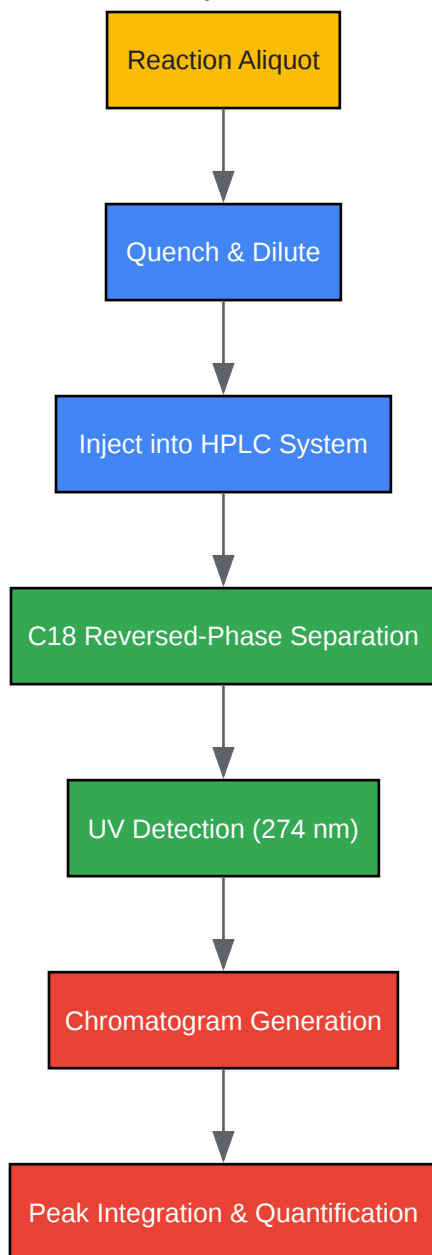 Reaction Aliquot
Quench & Dilute
Inject into HPLC System
C18 Reversed-Phase Separation
UV Detection (274 nm)
Chromatogram Generation
Peak Integration & Quantification